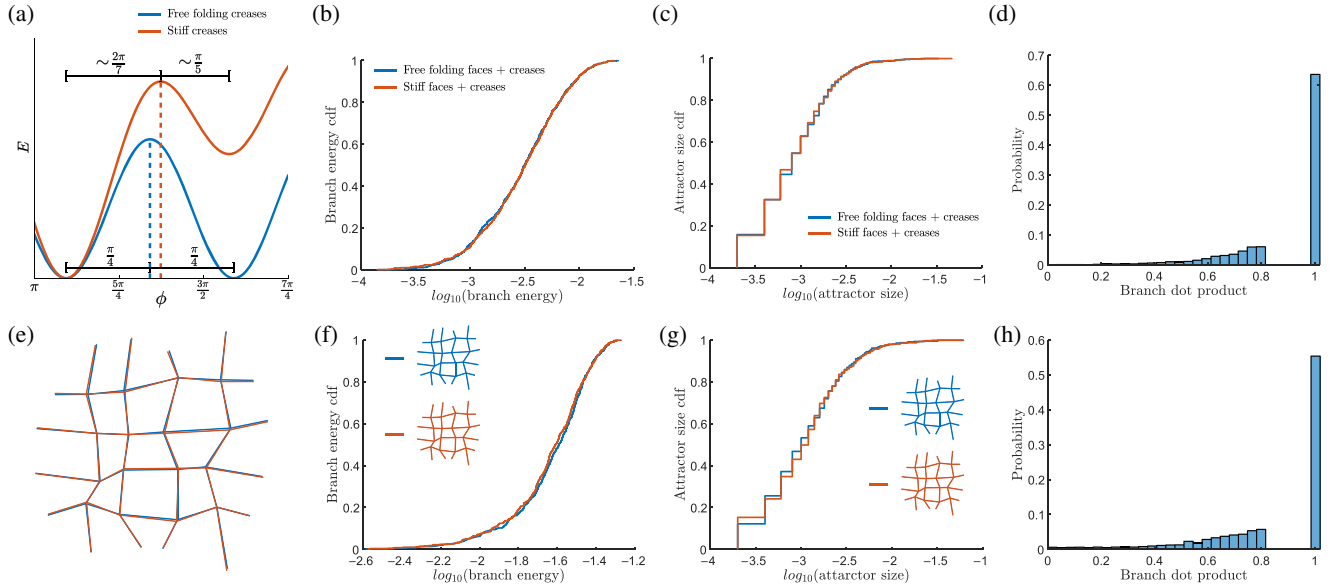 (a)
Free folding creases
Stiff creases
∼ 2π/7
∼ π/5
E
π/4
π/4
π
5π/4
3π/2
7π/4
ϕ
(b)
Free folding faces + creases
Stiff faces + creases
Branch energy cdf
1
0.8
0.6
0.4
0.2
0
−4
−3.5
−3
−2.5
−2
−1.5
log10(branch energy)
(c)
Attractor size cdf
1
0.8
0.6
0.4
0.2
0
Free folding faces + creases
Stiff faces + creases
−4
−3.5
−3
−2.5
−2
−1.5
−1
log10(attractor size)
(d)
Probability
0.7
0.6
0.5
0.4
0.3
0.2
0.1
0
0
0.2
0.4
0.6
0.8
1
Branch dot product
(e)
(f)
Branch energy cdf
1
0.8
0.6
0.4
0.2
0
−2.6
−2.4
−2.2
−2
−1.8
−1.6
−1.4
−1.2
log10(branch energy)
(g)
Attractor size cdf
1
0.8
0.6
0.4
0.2
0
−4
−3.5
−3
−2.5
−2
−1.5
−1
log10(attarctor size)
(h)
Probability
0.6
0.5
0.4
0.3
0.2
0.1
0
0
0.2
0.4
0.6
0.8
1
Branch dot product